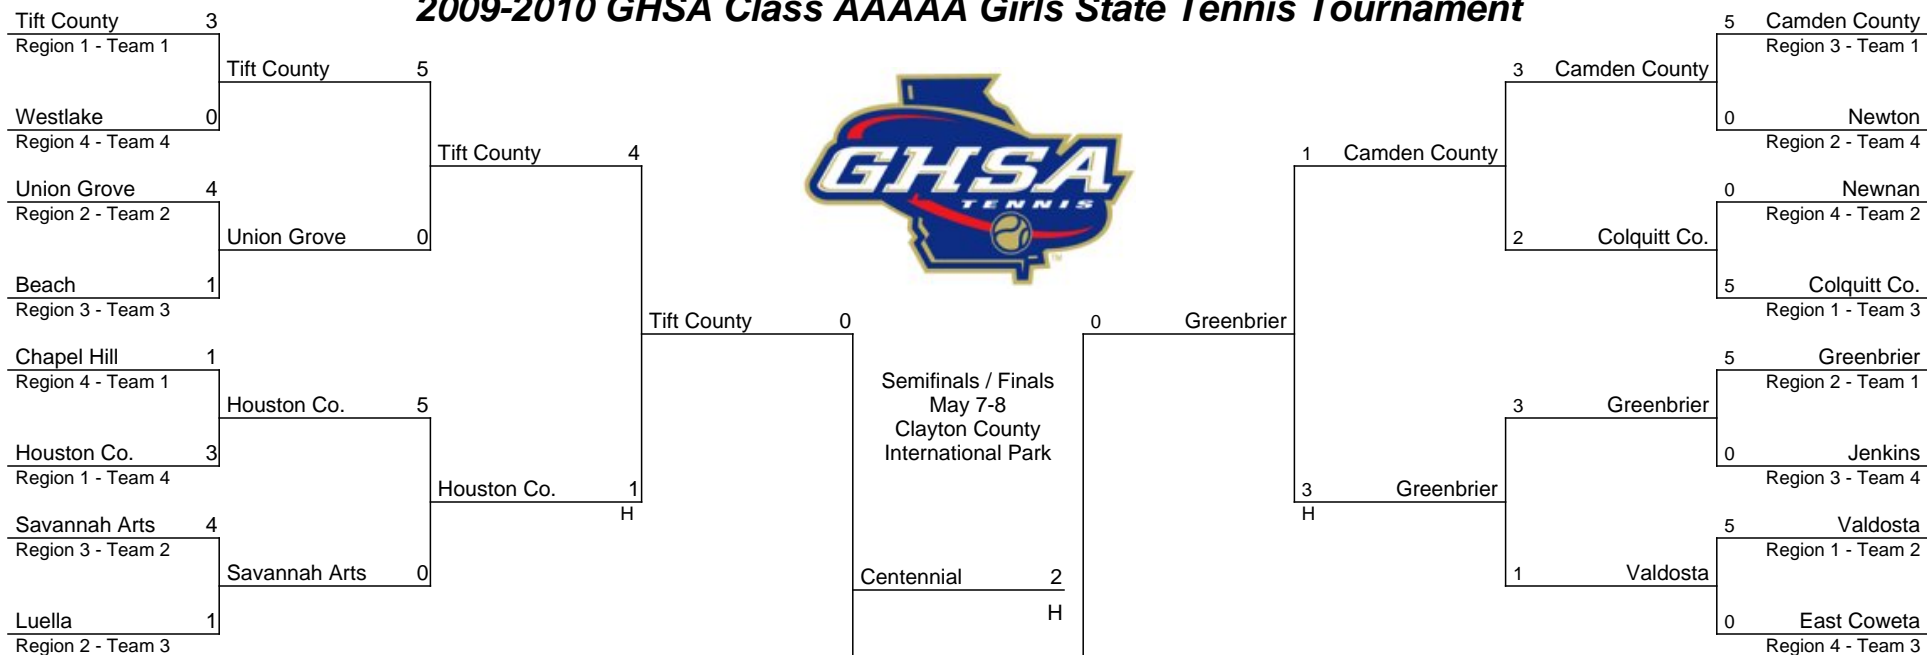 2009-2010 GHSA Class AAAAA Girls State Tennis Tournament
Tift County 3
Region 1 - Team 1
Westlake 0
Region 4 - Team 4
Union Grove 4
Region 2 - Team 2
Beach 1
Region 3 - Team 3
Chapel Hill 1
Region 4 - Team 1
Houston Co. 3
Region 1 - Team 4
Savannah Arts 4
Region 3 - Team 2
Luella 1
Region 2 - Team 3
Tift County 5
Union Grove 0
Houston Co. 5
Savannah Arts 0
Tift County 4
Houston Co. 1
H
Tift County 0
GHSA
TENNIS
TM
Semifinals / Finals
May 7-8
Clayton County
International Park
Centennial 2
H
0 Greenbrier
1 Camden County
3 Greenbrier
H
3 Camden County
2 Colquitt Co.
3 Greenbrier
1 Valdosta
5 Camden County
Region 3 - Team 1
0 Newton
Region 2 - Team 4
0 Newnan
Region 4 - Team 2
5 Colquitt Co.
Region 1 - Team 3
5 Greenbrier
Region 2 - Team 1
0 Jenkins
Region 3 - Team 4
5 Valdosta
Region 1 - Team 2
0 East Coweta
Region 4 - Team 3